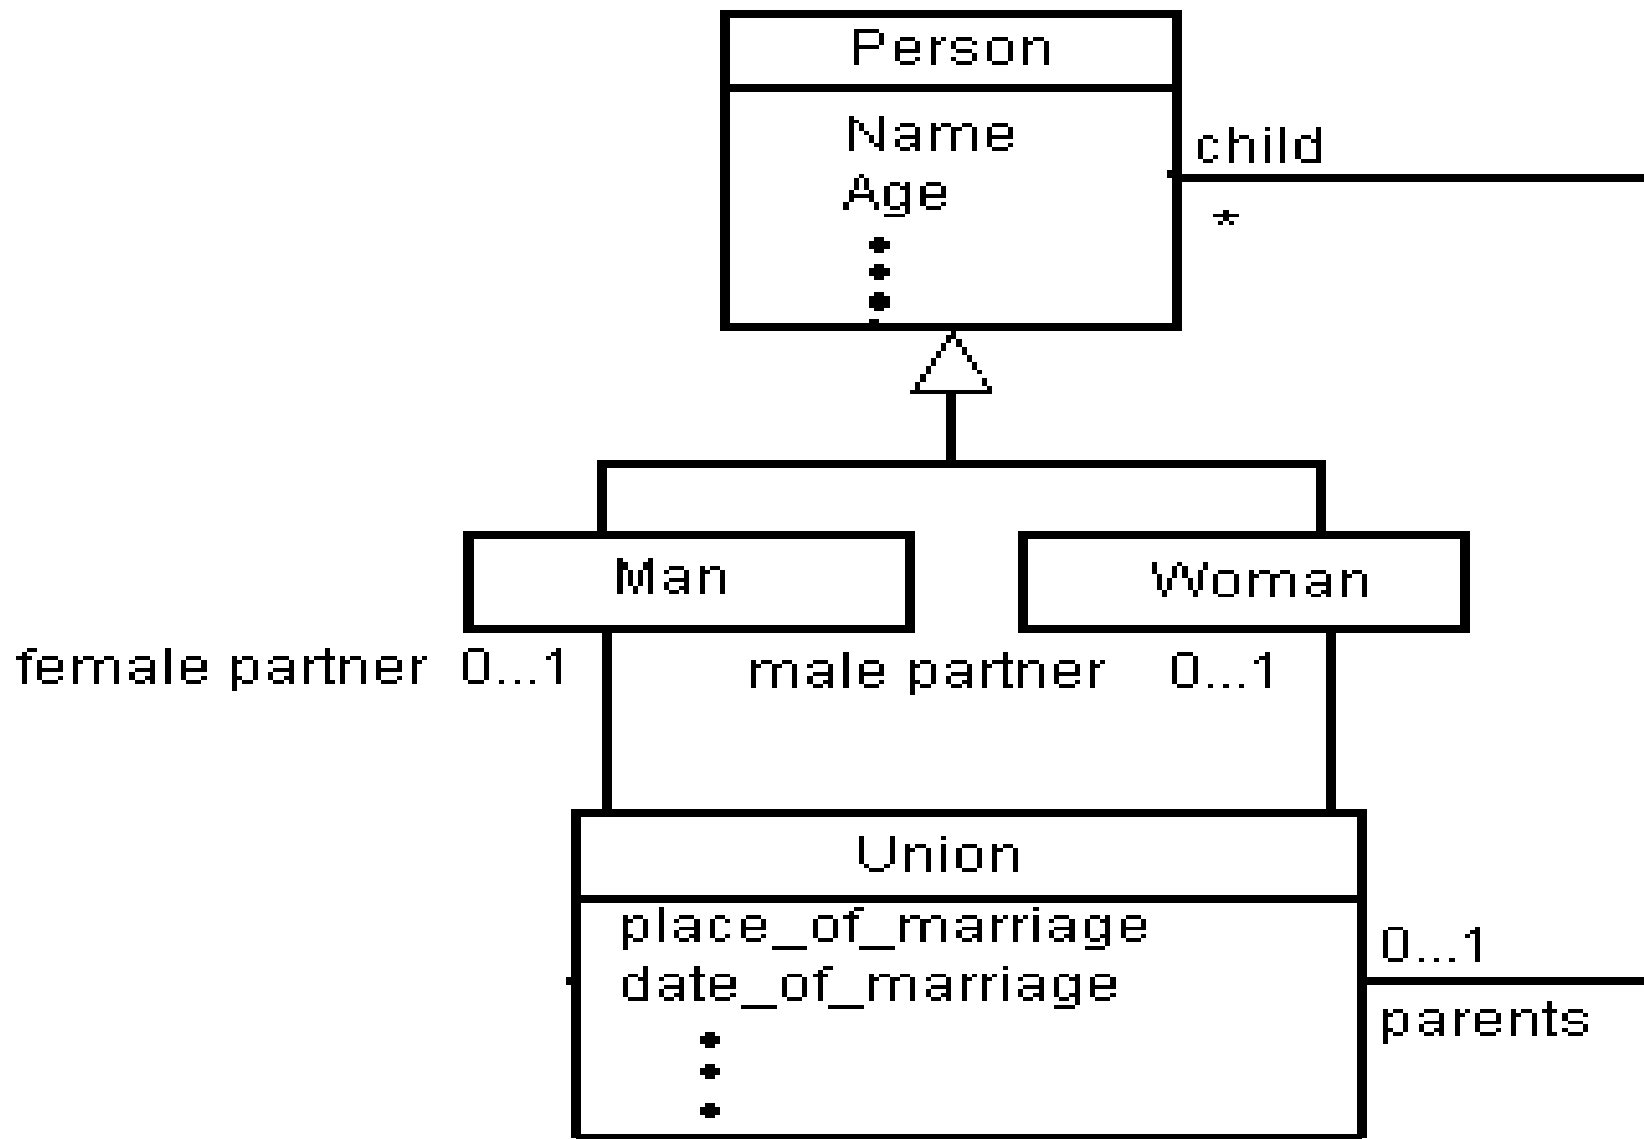 Person
Name
child
Age
*
Man
Woman
female partner 0...1
male partner 0...1
Union
place_of_marriage
0...1
date_of_marriage
parents